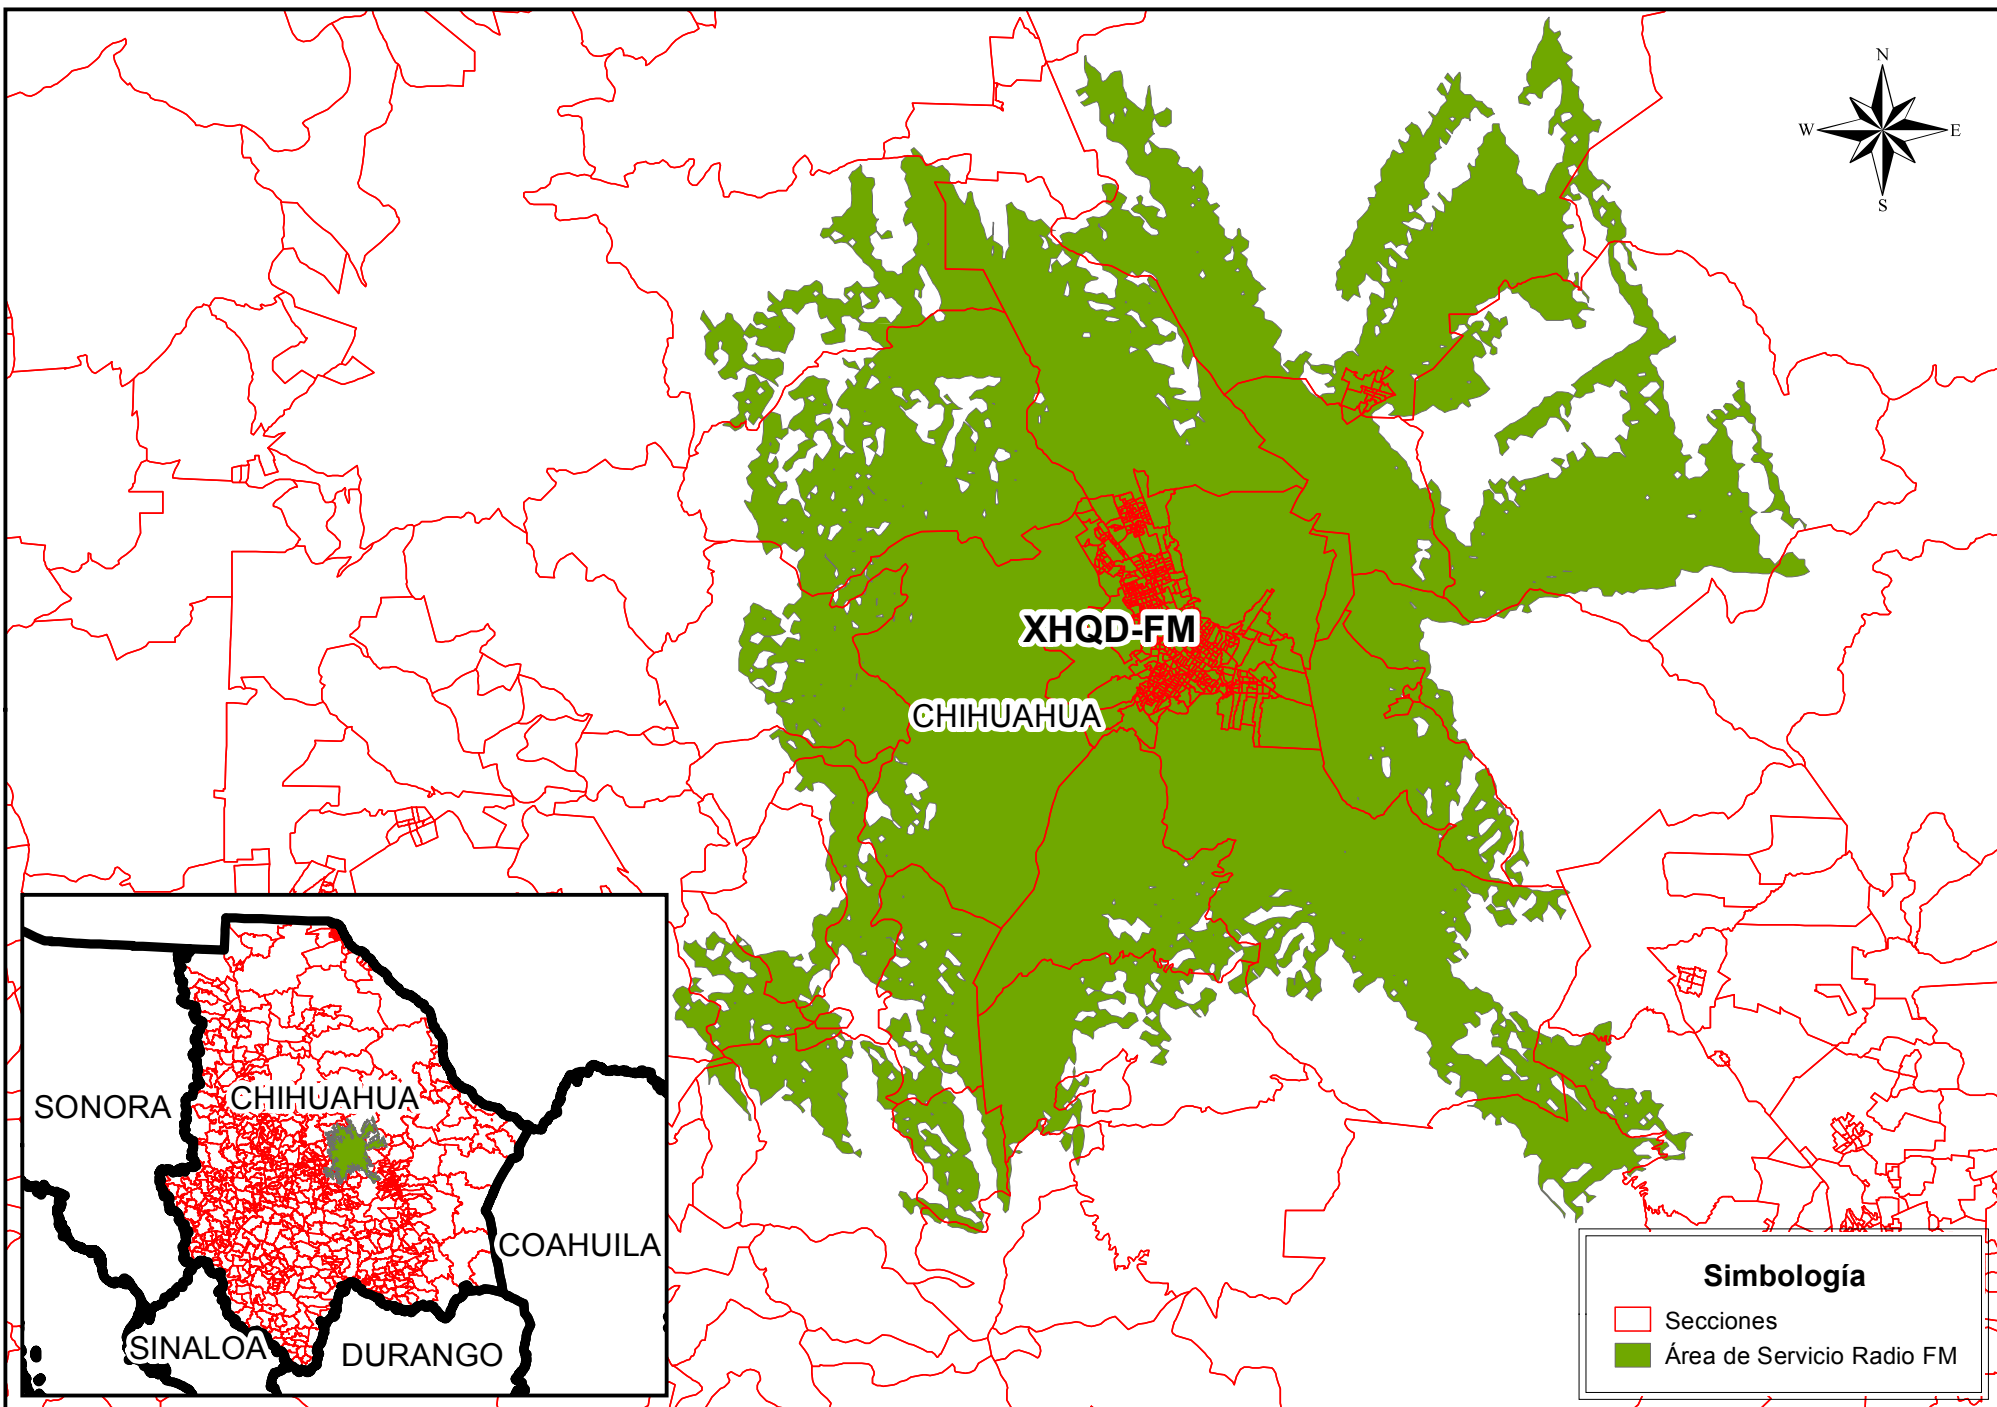 N
W E
S
XHQD-FM
CHIHUAHUA
SONORA
CHIHUAHUA
COAHUILA
SINALOA
DURANGO
Simbología
Secciones
Área de Servicio Radio FM